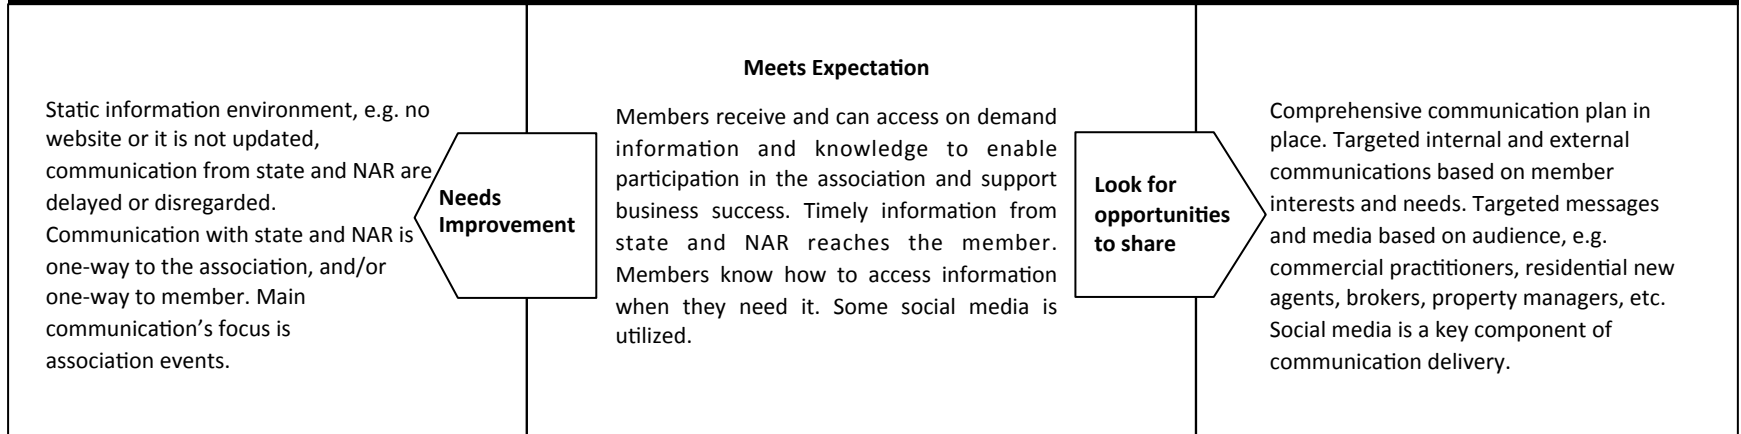 Static information environment, e.g. no
website or it is not updated,
communication from state and NAR are
delayed or disregarded.
Communication with state and NAR is
one-way to the association, and/or
one-way to member. Main
communication’s focus is
association events.
Needs
Improvement
Meets Expectation
Members receive and can access on demand
information and knowledge to enable
participation in the association and support
business success. Timely information from
state and NAR reaches the member.
Members know how to access information
when they need it. Some social media is
utilized.
Look for
opportunities
to share
Comprehensive communication plan in
place. Targeted internal and external
communications based on member
interests and needs. Targeted messages
and media based on audience, e.g.
commercial practitioners, residential new
agents, brokers, property managers, etc.
Social media is a key component of
communication delivery.